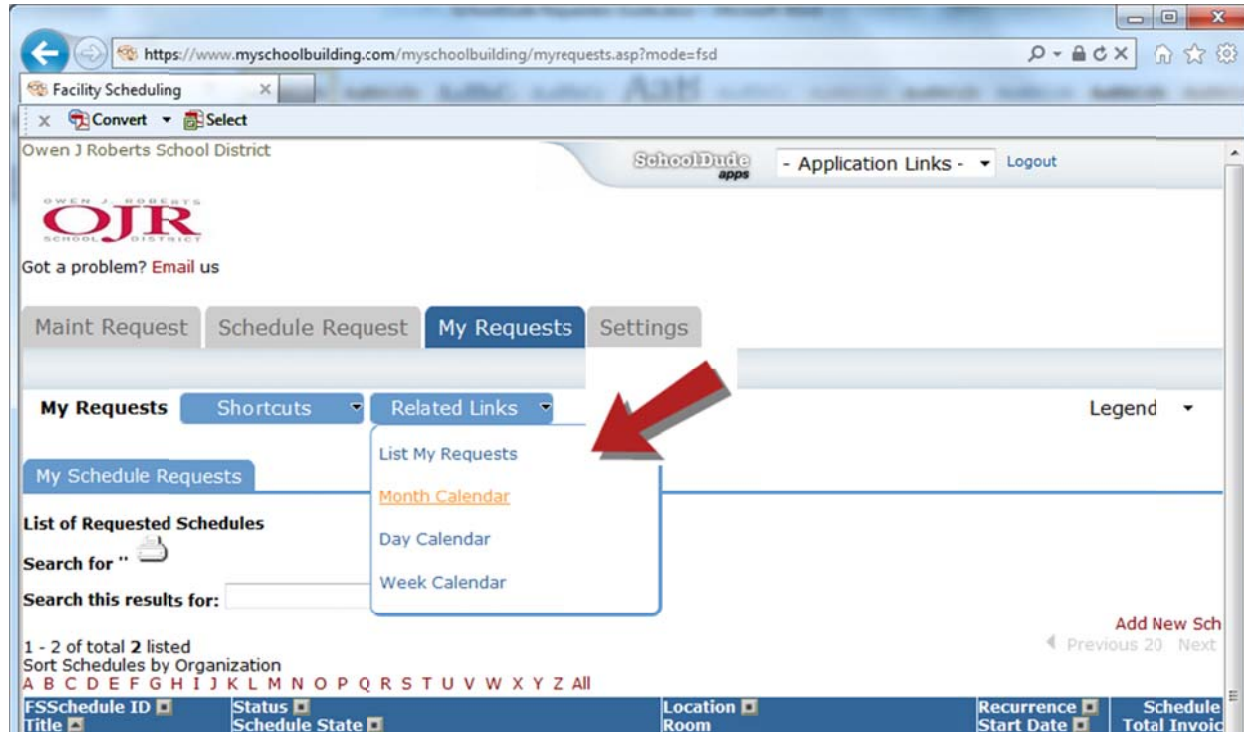 https://www.myschoolbuilding.com/myschoolbuilding/myrequests.asp?mode=fsd
Facility Scheduling
x Convert Select
Owen J Roberts School District
SchoolDude apps
- Application Links -
Logout
OWEN J. ROBERTS
OJR
SCHOOL DISTRICT
Got a problem? Email us
Maint Request Schedule Request My Requests Settings
My Requests Shortcuts Related Links Legend
List My Requests
My Schedule Requests
Month Calendar
List of Requested Schedules
Day Calendar
Search for "
Week Calendar
Search this results for:
Add New Sch
1 - 2 of total 2 listed
Previous 20 Next
Sort Schedules by Organization
A B C D E F G H I J K L M N O P Q R S T U V W X Y Z All
FSSchedule ID Status Location Recurrence Schedule
Title Schedule State Room Start Date Total Invoic